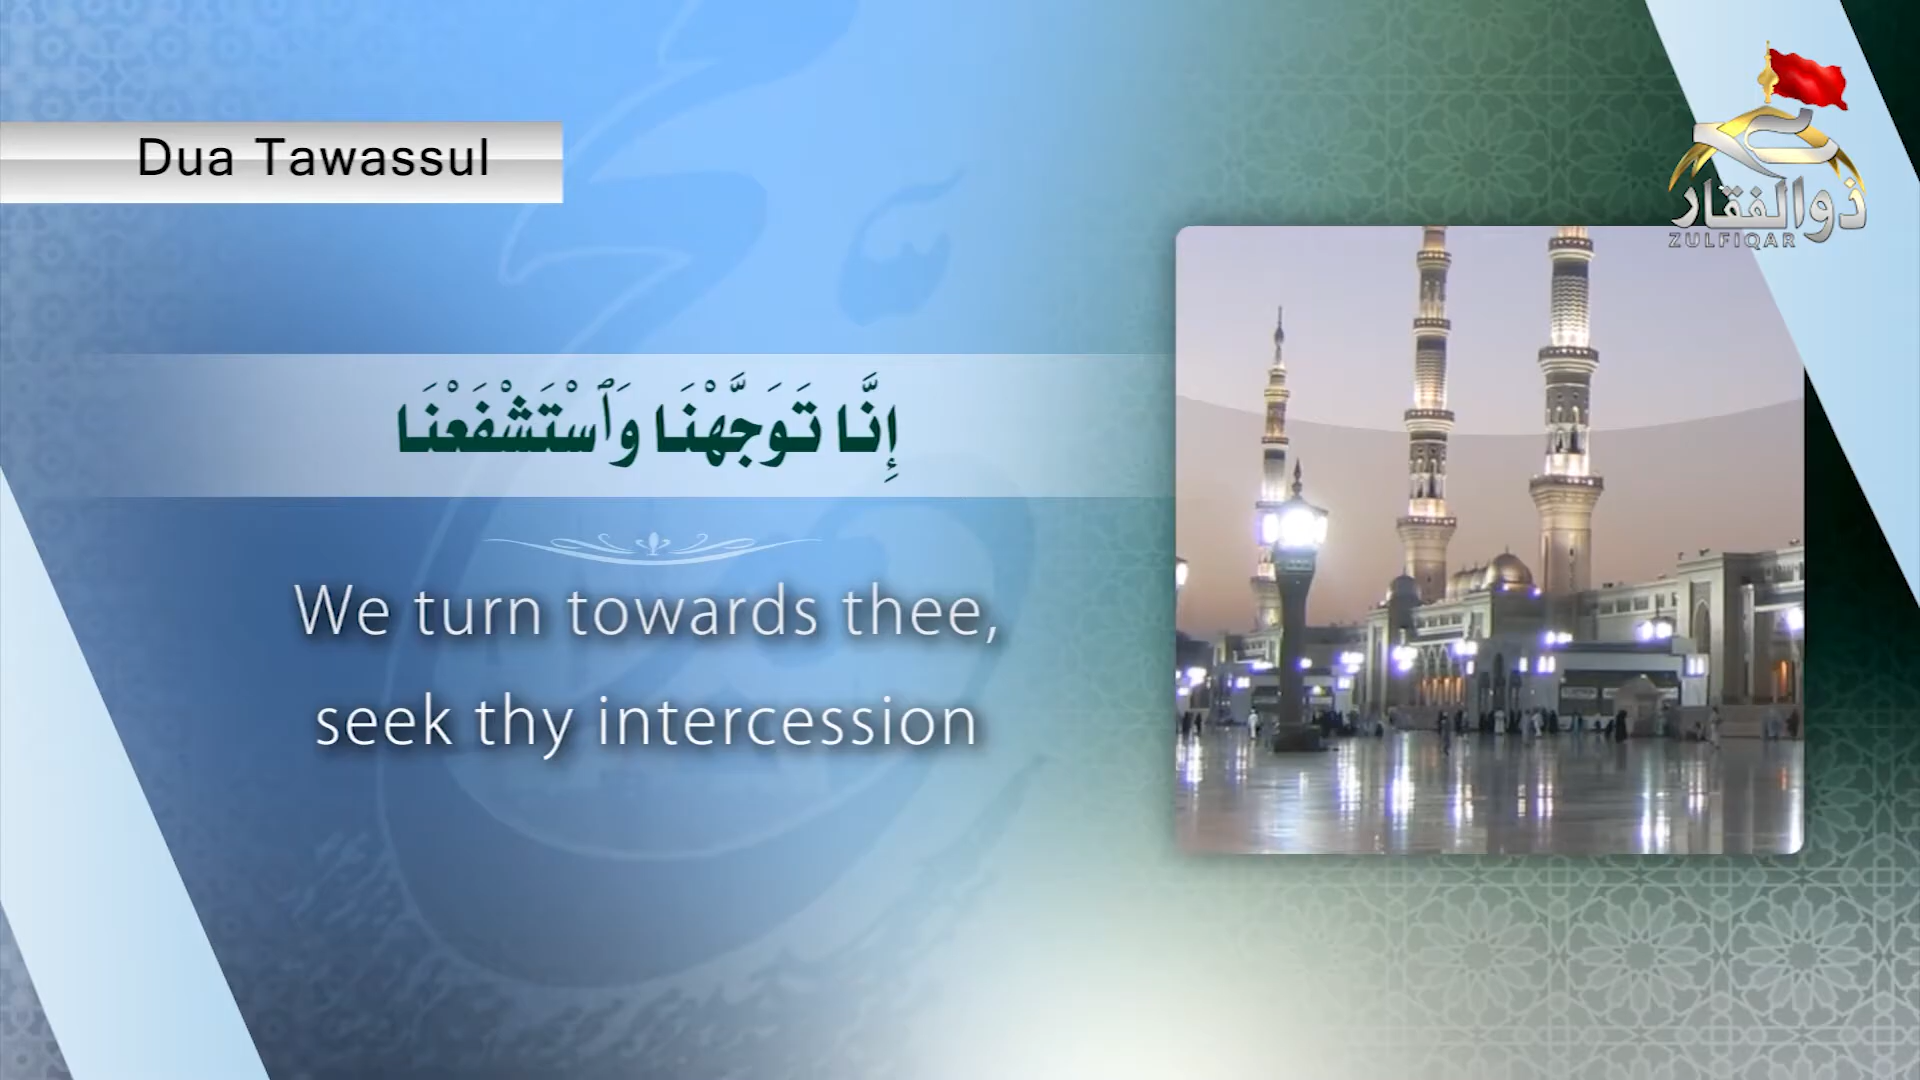 Dua Tawassul
ذوالفقار
ZULFIQAR
إِنَّا تَوَجَّهْنَا وَٱسْتَشْفَعْنَا
We turn towards thee,
seek thy intercession